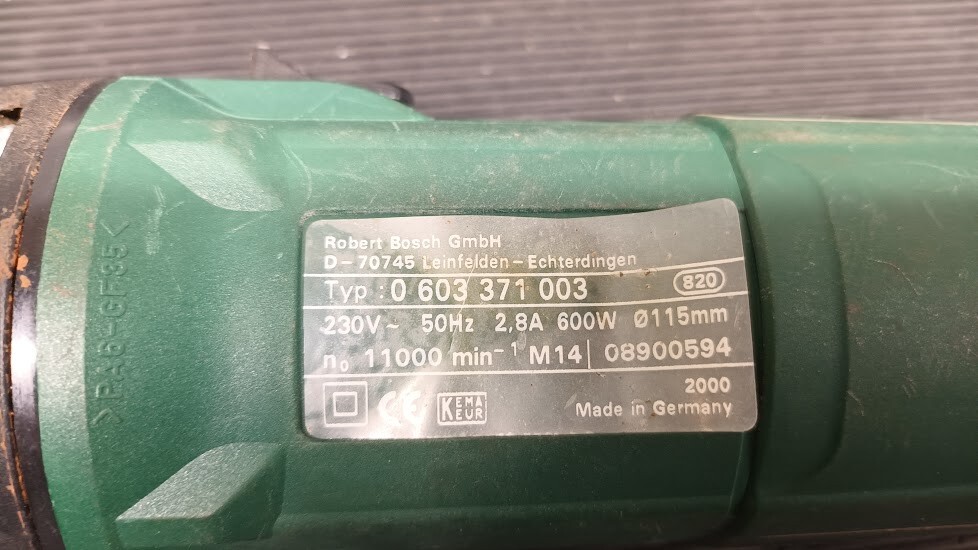 Robert Bosch GmbH
D-70745 Leinfelden-Echterdingen
Typ : 0 603 371 003 820
230V~ 50Hz 2,8A 600W Ø115mm
n₀ 11000 min⁻¹ M14 | 08900594
2000
CE KEMA KEUR Made in Germany
>PA6-GF35<